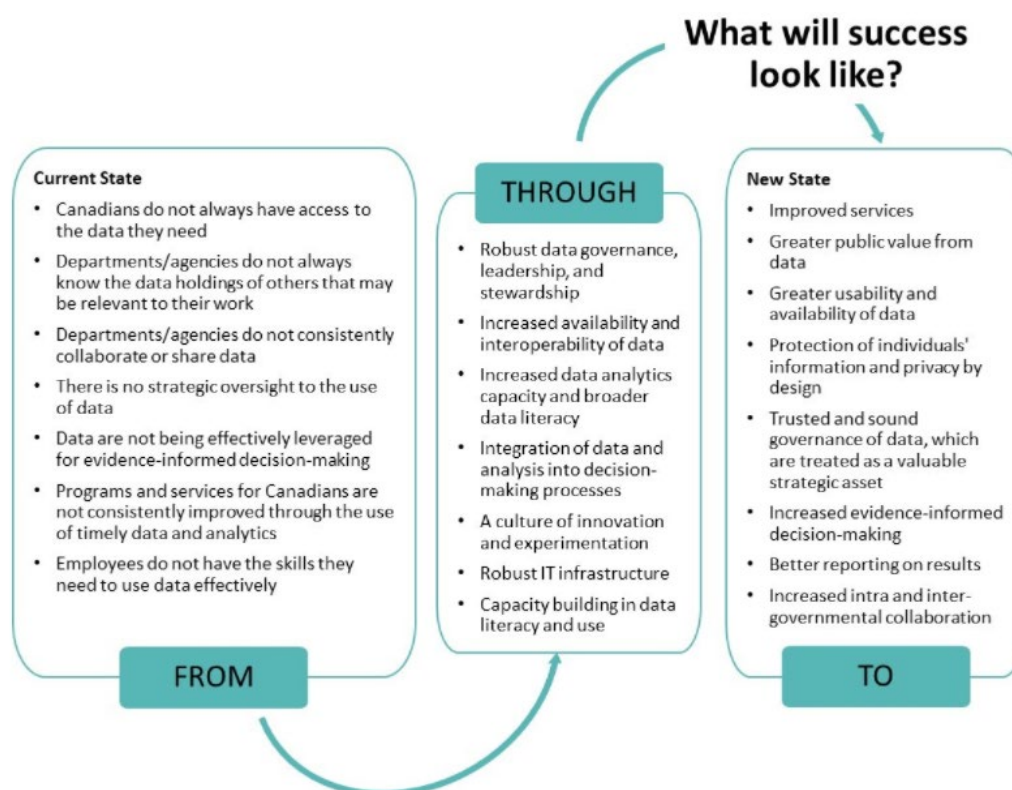 What will success
look like?
Current State
• Canadians do not always have access to
the data they need
• Departments/agencies do not always
know the data holdings of others that may
be relevant to their work
• Departments/agencies do not consistently
collaborate or share data
• There is no strategic oversight to the use
of data
• Data are not being effectively leveraged
for evidence-informed decision-making
• Programs and services for Canadians are
not consistently improved through the use
of timely data and analytics
• Employees do not have the skills they
need to use data effectively
FROM
THROUGH
• Robust data governance,
leadership, and
stewardship
• Increased availability and
interoperability of data
• Increased data analytics
capacity and broader
data literacy
• Integration of data and
analysis into decision-
making processes
• A culture of innovation
and experimentation
• Robust IT infrastructure
• Capacity building in data
literacy and use
New State
• Improved services
• Greater public value from
data
• Greater usability and
availability of data
• Protection of individuals'
information and privacy by
design
• Trusted and sound
governance of data, which
are treated as a valuable
strategic asset
• Increased evidence-informed
decision-making
• Better reporting on results
• Increased intra and inter-
governmental collaboration
TO